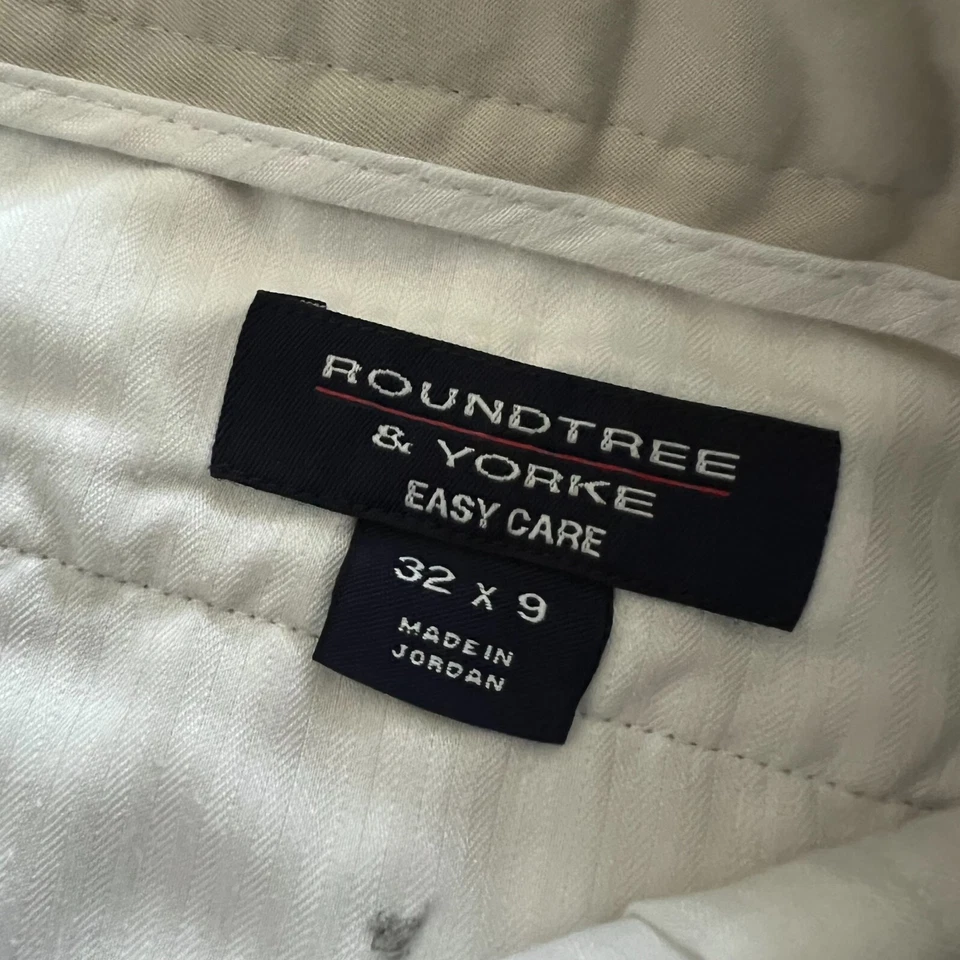 ROUNDTREE
& YORKE
EASY CARE
32 X 9
MADE IN
JORDAN